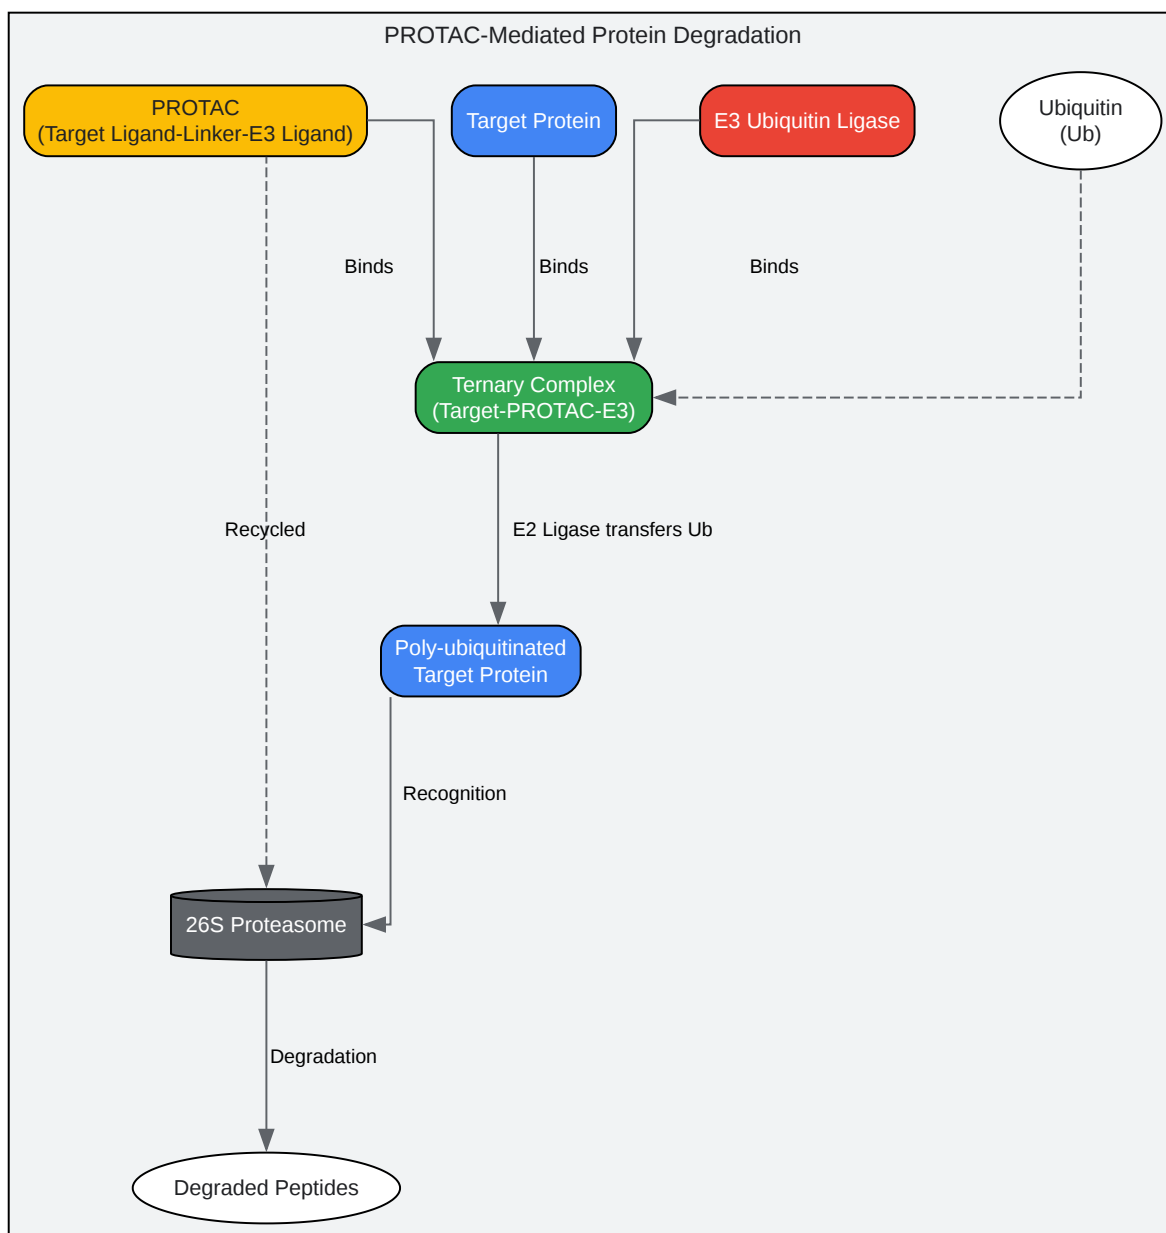 PROTAC-Mediated Protein Degradation
PROTAC
(Target Ligand-Linker-E3 Ligand)
Target Protein
E3 Ubiquitin Ligase
Ubiquitin
(Ub)
Binds
Binds
Binds
Ternary Complex
(Target-PROTAC-E3)
Recycled
E2 Ligase transfers Ub
Poly-ubiquitinated
Target Protein
Recognition
26S Proteasome
Degradation
Degraded Peptides